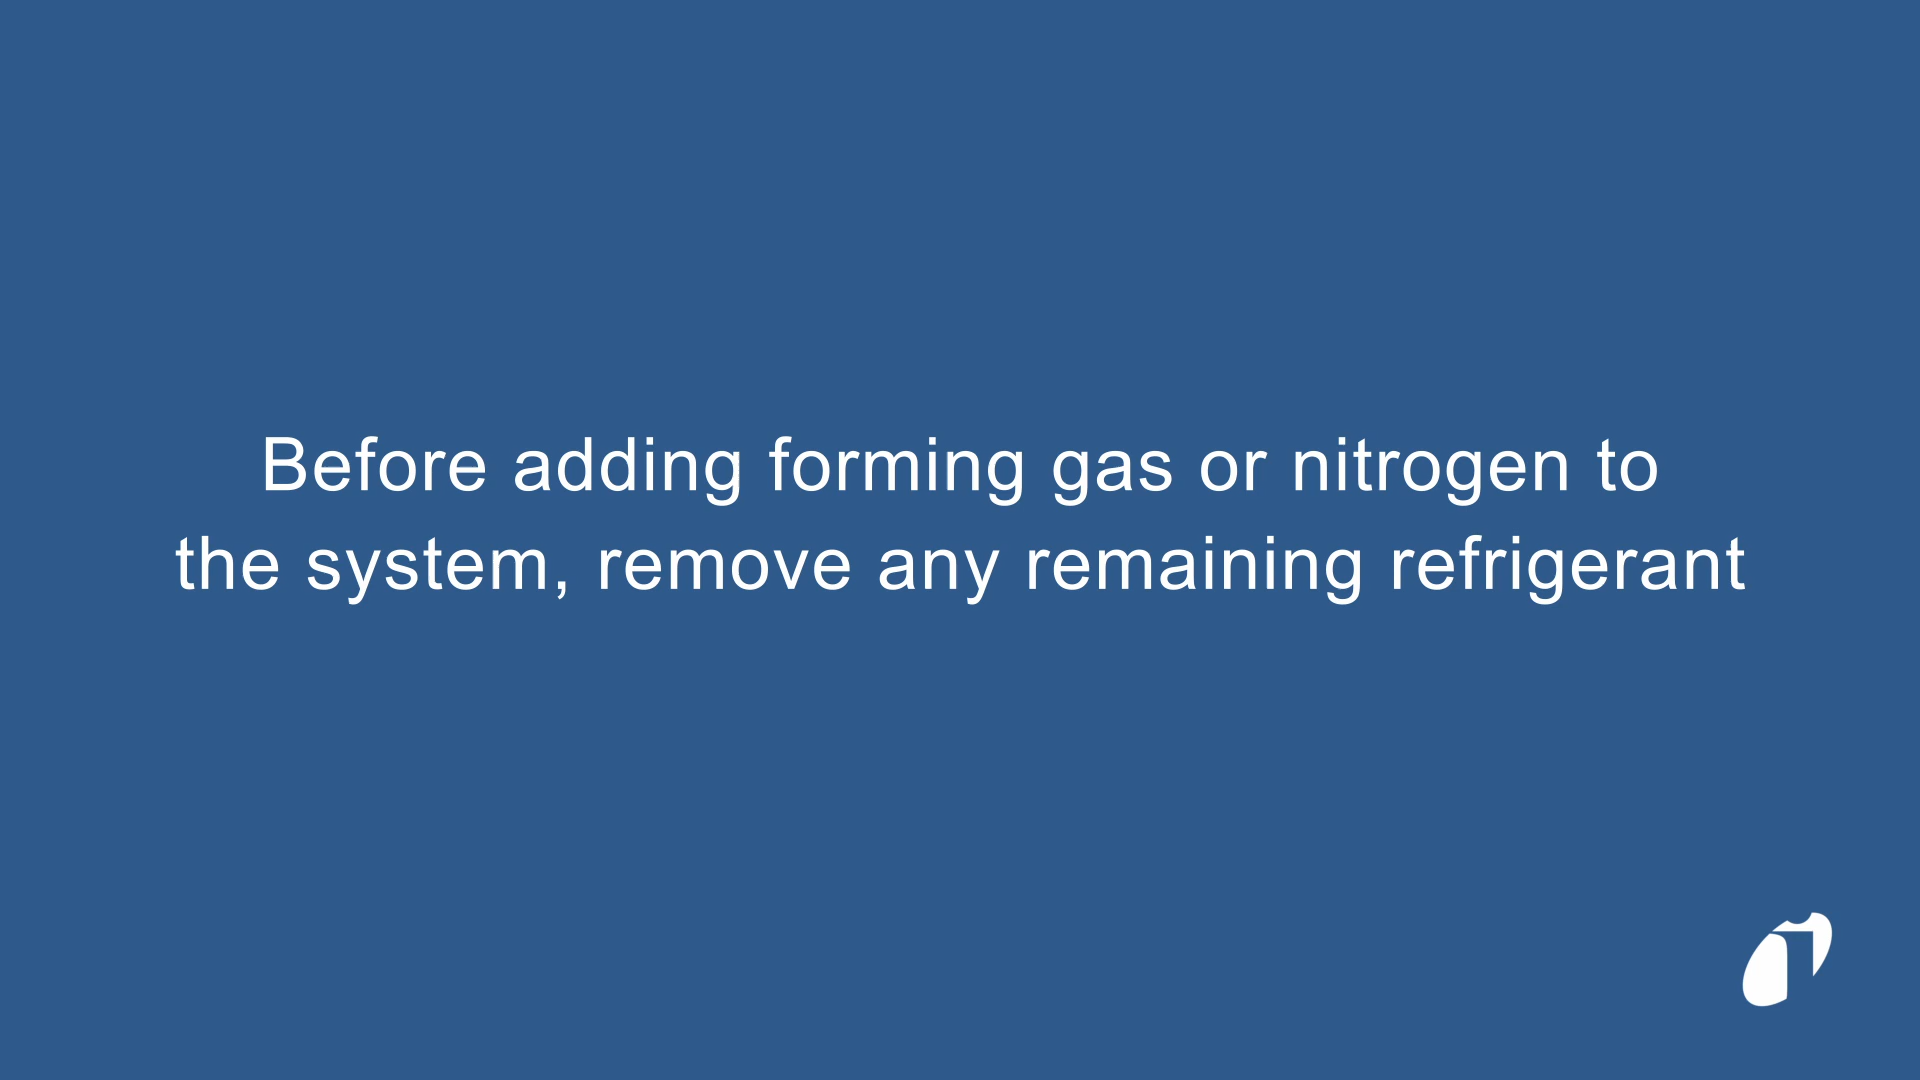 Before adding forming gas or nitrogen to
the system, remove any remaining refrigerant